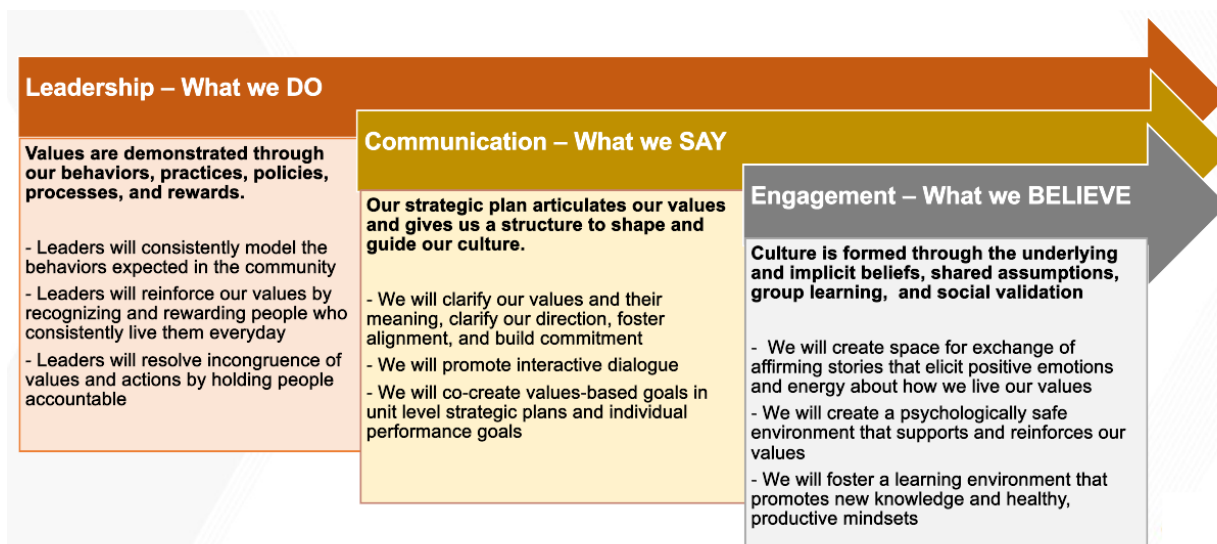 Leadership – What we DO
Values are demonstrated through
our behaviors, practices, policies,
processes, and rewards.
- Leaders will consistently model the
behaviors expected in the community
- Leaders will reinforce our values by
recognizing and rewarding people who
consistently live them everyday
- Leaders will resolve incongruence of
values and actions by holding people
accountable
Communication – What we SAY
Our strategic plan articulates our values
and gives us a structure to shape and
guide our culture.
- We will clarify our values and their
meaning, clarify our direction, foster
alignment, and build commitment
- We will promote interactive dialogue
- We will co-create values-based goals in
unit level strategic plans and individual
performance goals
Engagement – What we BELIEVE
Culture is formed through the underlying
and implicit beliefs, shared assumptions,
group learning,  and social validation
-  We will create space for exchange of
affirming stories that elicit positive emotions
and energy about how we live our values
- We will create a psychologically safe
environment that supports and reinforces our
values
- We will foster a learning environment that
promotes new knowledge and healthy,
productive mindsets